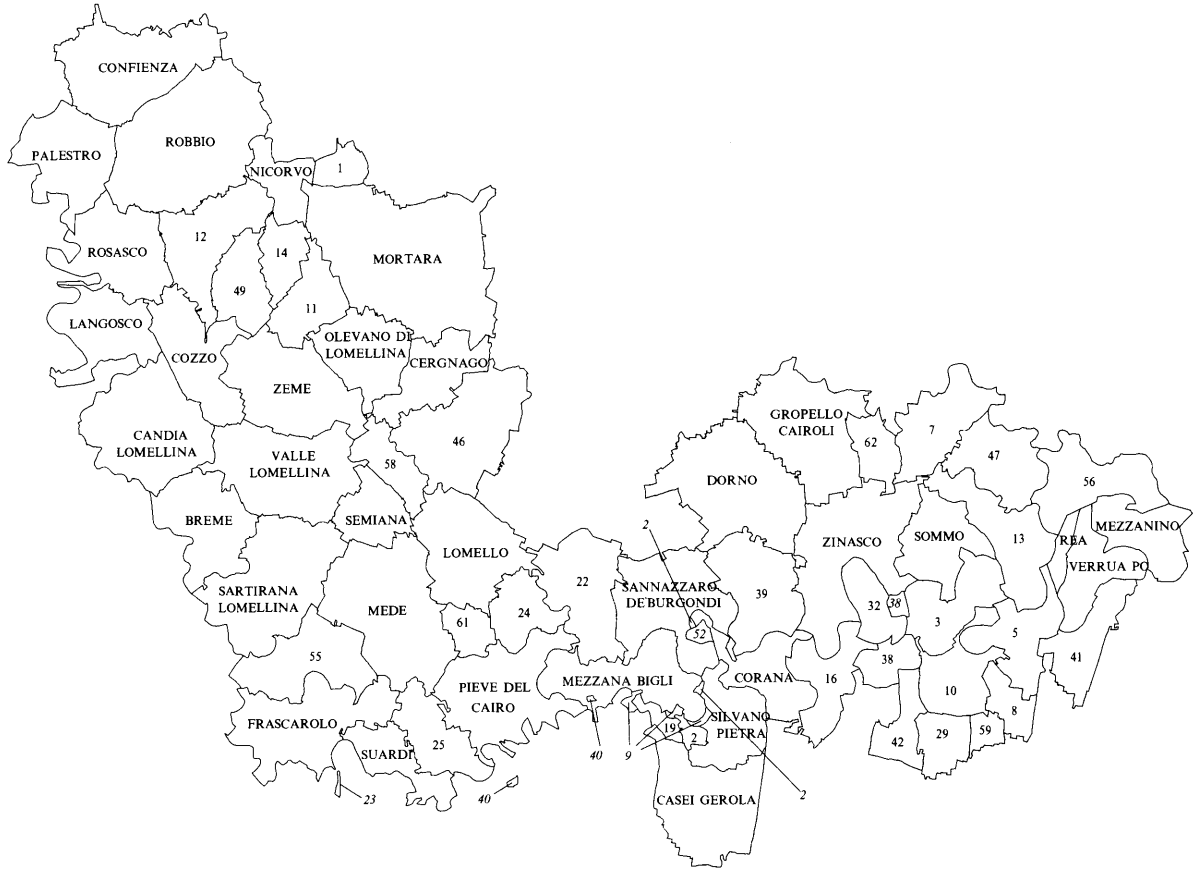 CONFIENZA
ROBBIO
PALESTRO
NICORVO
1
12
ROSASCO
14
MORTARA
49
11
LANGOSCO
OLEVANO DI
LOMELLINA
COZZO
CERGNAGO
ZEME
CANDIA
LOMELLINA
46
VALLE
LOMELLINA
58
GROPELLO
CAIROLI
62
7
47
DORNO
56
BREME
SEMIANA
2
MEZZANINO
LOMELLO
ZINASCO
SOMMO
13
REA
VERRUA PO
SARTIRANA
LOMELLINA
MEDE
22
SANNAZZARO
DE'BURGONDI
39
24
61
32
38
3
52
5
55
38
41
PIEVE DEL
CAIRO
MEZZANA BIGLI
CORANA
16
10
FRASCAROLO
SILVANO
PIETRA
8
19
2
25
SUARDI
40
9
42
29
59
23
40
CASEI GEROLA
2